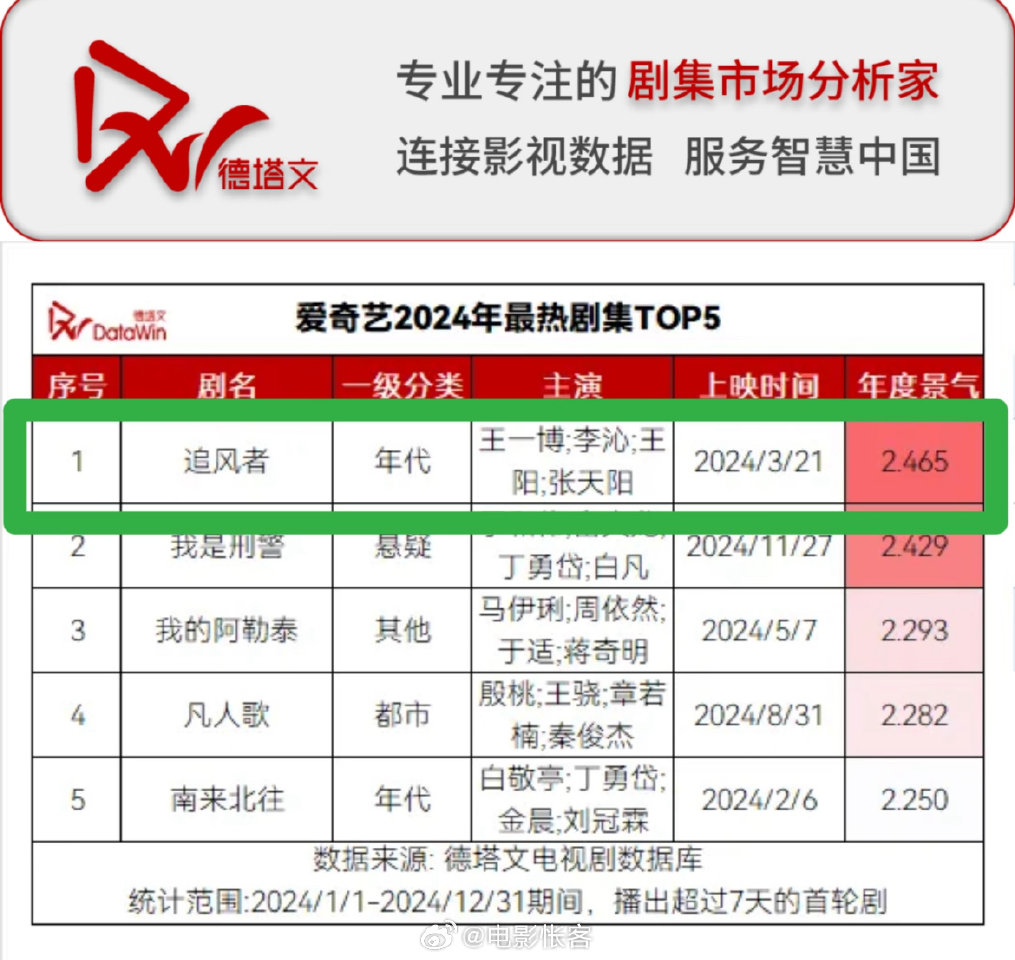 专业专注的 剧集市场分析家
德塔文
连接影视数据 服务智慧中国
德塔文
DataWin
爱奇艺2024年最热剧集TOP5
序号 剧名 一级分类 主演 上映时间 年度景气
1 追风者 年代 王一博;李沁;王阳;张天阳 2024/3/21 2.465
2 我是刑警 悬疑 丁勇岱;白凡 2024/11/27 2.429
3 我的阿勒泰 其他 马伊琍;周依然;于适;蒋奇明 2024/5/7 2.293
4 凡人歌 都市 殷桃;王骁;章若楠;秦俊杰 2024/8/31 2.282
5 南来北往 年代 白敬亭;丁勇岱;金晨;刘冠霖 2024/2/6 2.250
数据来源: 德塔文电视剧数据库
统计范围:2024/1/1-2024/12/31期间，播出超过7天的首轮剧
@电影怅客